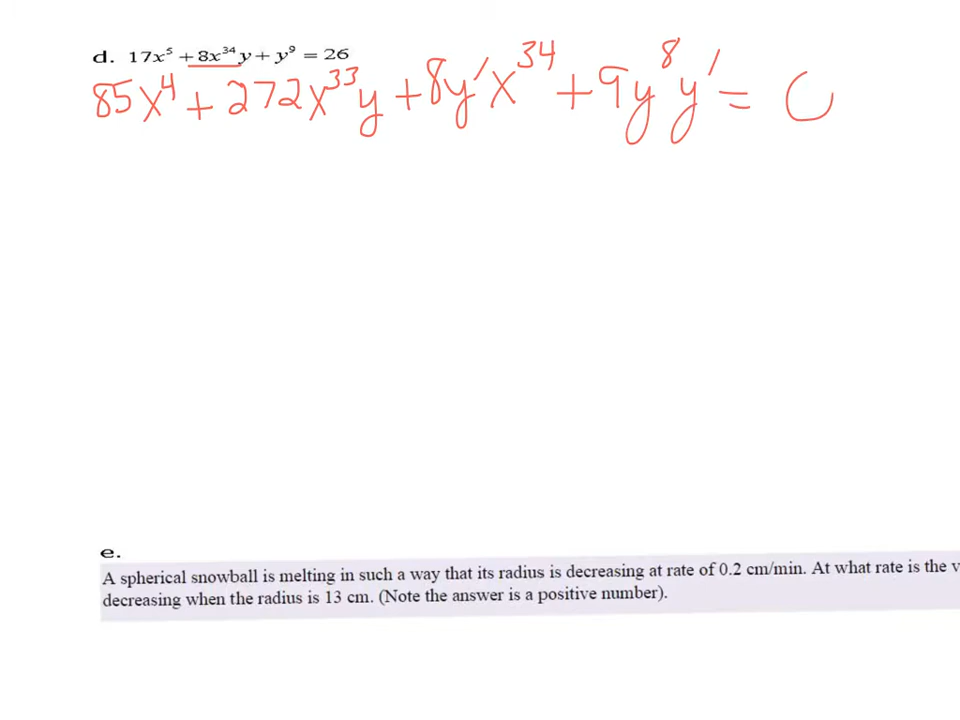 d. 17x⁵ + 8x³⁴y + y⁹ = 26
85x⁴ + 272x³³y + 8y′x³⁴ + 9y⁸y′ = 
e.
A spherical snowball is melting in such a way that its radius is decreasing at rate of 0.2 cm/min. At what rate is the
decreasing when the radius is 13 cm. (Note the answer is a positive number).